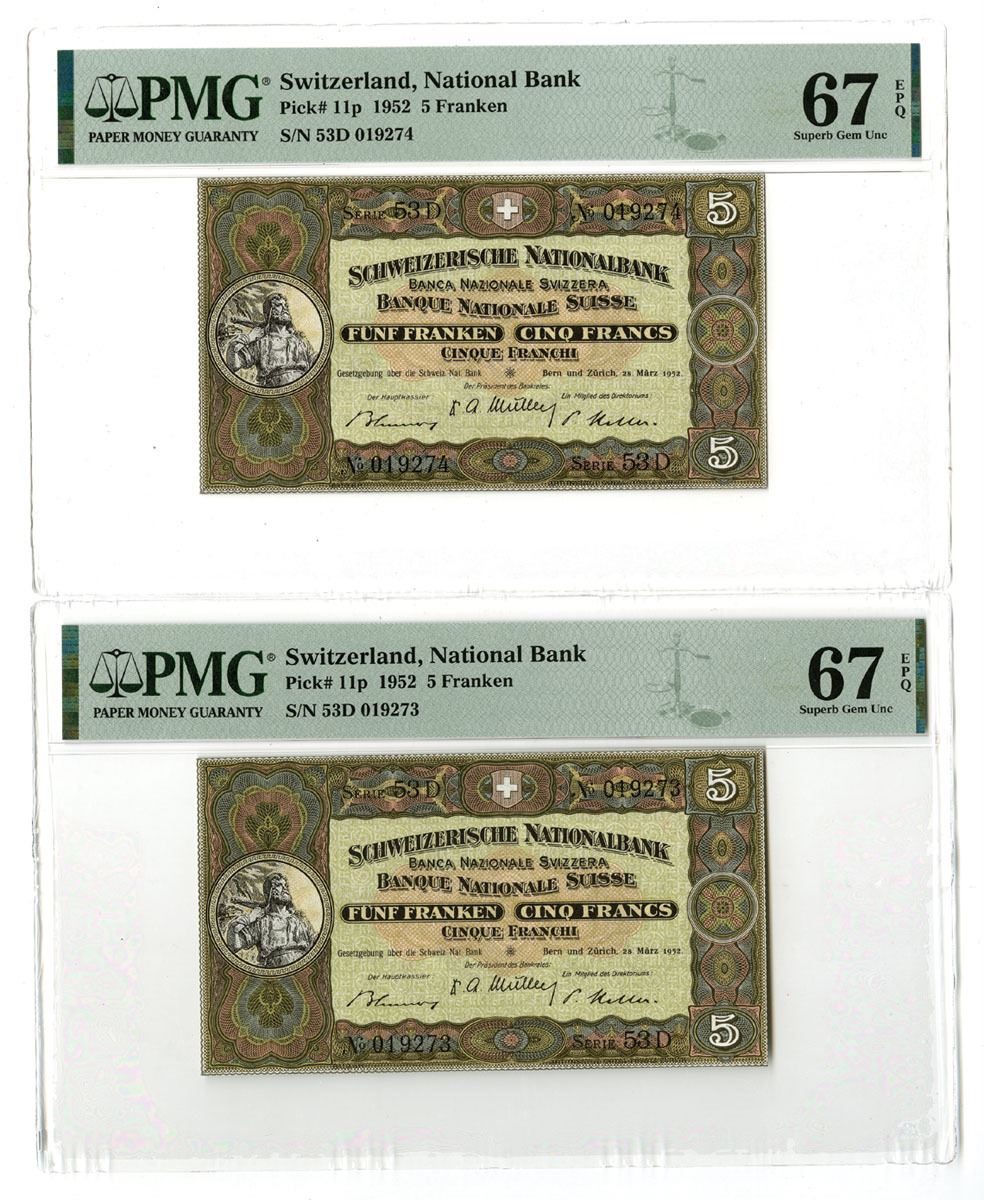 PMG®
PAPER MONEY GUARANTY
Switzerland, National Bank
Pick# 11p 1952 5 Franken
S/N 53D 019274
67
EPQ
Superb Gem Unc
SERIE 53D
No 019274
5
SCHWEIZERISCHE NATIONALBANK
BANCA NAZIONALE SVIZZERA
BANQUE NATIONALE SUISSE
FÜNF FRANKEN CINQ FRANCS
CINQUE FRANCHI
Gesetzgebung über die Schweiz. Nat. Bank
Bern und Zürich, 28. März 1952.
Der Präsident des Bankrates:
Der Hauptkassier:
Ein Mitglied des Direktoriums:
No 019274
SERIE 53D
5
PMG®
PAPER MONEY GUARANTY
Switzerland, National Bank
Pick# 11p 1952 5 Franken
S/N 53D 019273
67
EPQ
Superb Gem Unc
SERIE 53D
No 019273
5
SCHWEIZERISCHE NATIONALBANK
BANCA NAZIONALE SVIZZERA
BANQUE NATIONALE SUISSE
FÜNF FRANKEN CINQ FRANCS
CINQUE FRANCHI
Gesetzgebung über die Schweiz. Nat. Bank
Bern und Zürich, 28. März 1952.
Der Präsident des Bankrates:
Der Hauptkassier:
Ein Mitglied des Direktoriums:
No 019273
SERIE 53D
5